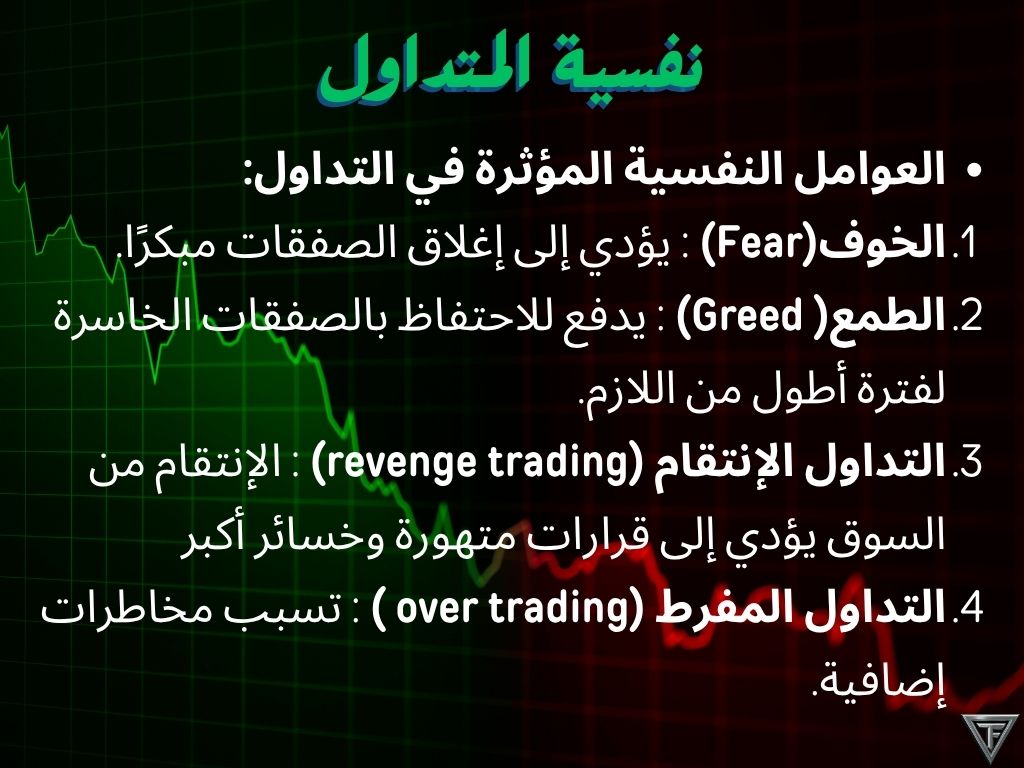 نفسية المتداول
• العوامل النفسية المؤثرة في التداول:
1. الخوف(Fear) : يؤدي إلى إغلاق الصفقات مبكرًا.
2. الطمع( Greed) : يدفع للاحتفاظ بالصفقات الخاسرة
لفترة أطول من اللازم.
3. التداول الإنتقام (revenge trading) : الإنتقام من
السوق يؤدي إلى قرارات متهورة وخسائر أكبر
4. التداول المفرط (over trading ) : تسبب مخاطرات
إضافية.